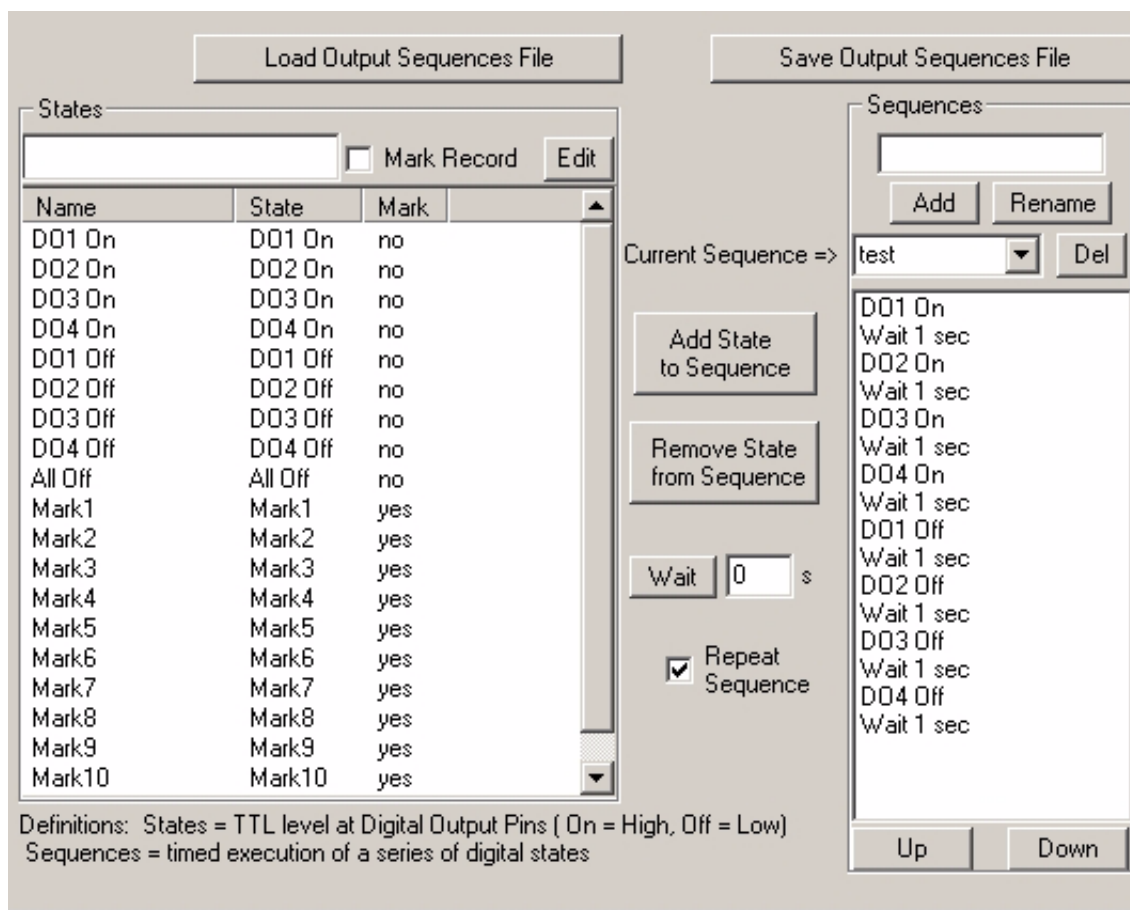 Load Output Sequences File
Save Output Sequences File
States
Mark Record
Edit
Name State Mark
DO1 On DO1 On no
DO2 On DO2 On no
DO3 On DO3 On no
DO4 On DO4 On no
DO1 Off DO1 Off no
DO2 Off DO2 Off no
DO3 Off DO3 Off no
DO4 Off DO4 Off no
All Off All Off no
Mark1 Mark1 yes
Mark2 Mark2 yes
Mark3 Mark3 yes
Mark4 Mark4 yes
Mark5 Mark5 yes
Mark6 Mark6 yes
Mark7 Mark7 yes
Mark8 Mark8 yes
Mark9 Mark9 yes
Mark10 Mark10 yes
Current Sequence =>
Add State
to Sequence
Remove State
from Sequence
Wait 0 s
Repeat
Sequence
Sequences
Add
Rename
test
Del
DO1 On
Wait 1 sec
DO2 On
Wait 1 sec
DO3 On
Wait 1 sec
DO4 On
Wait 1 sec
DO1 Off
Wait 1 sec
DO2 Off
Wait 1 sec
DO3 Off
Wait 1 sec
DO4 Off
Wait 1 sec
Up
Down
Definitions: States = TTL level at Digital Output Pins ( On = High, Off = Low)
Sequences = timed execution of a series of digital states